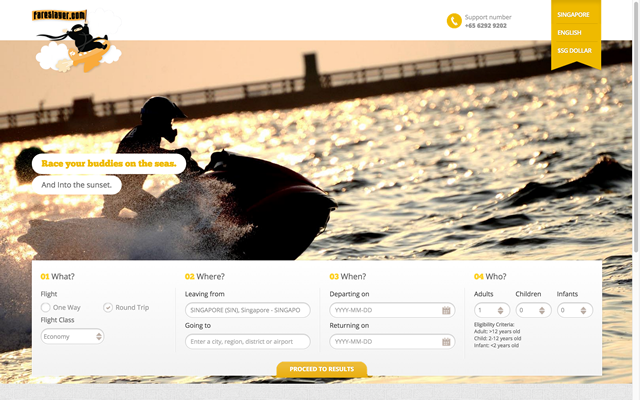 fareslayer.com
Support number
+65 6292 9202
SINGAPORE
ENGLISH
$SG DOLLAR
Race your buddies on the seas.
And Into the sunset.
01 What?
Flight
One Way
Round Trip
Flight Class
Economy
02 Where?
Leaving from
SINGAPORE (SIN), Singapore - SINGAPO
Going to
Enter a city, region, district or airport
03 When?
Departing on
YYYY-MM-DD
Returning on
YYYY-MM-DD
04 Who?
Adults
Children
Infants
1
0
0
Eligibility Criteria:
Adult: >12 years old
Child: 2-12 years old
Infant: <2 years old
PROCEED TO RESULTS